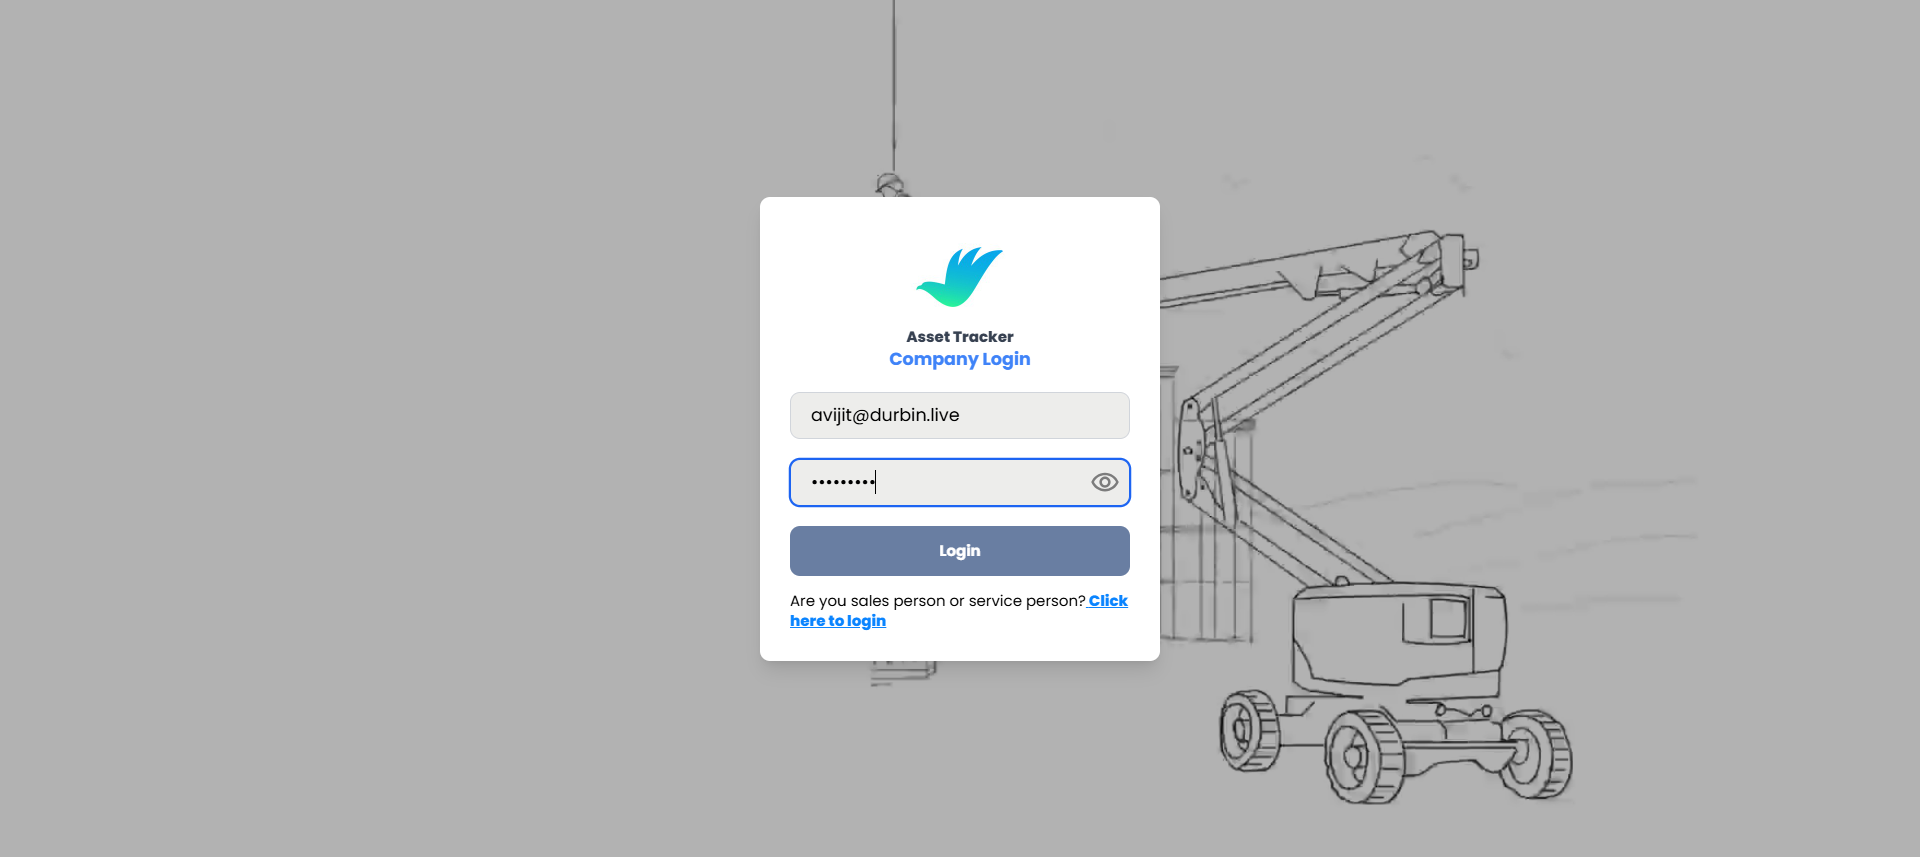 Asset Tracker
Company Login
avijit@durbin.live
•••••••••
Login
Are you sales person or service person? Click
here to login